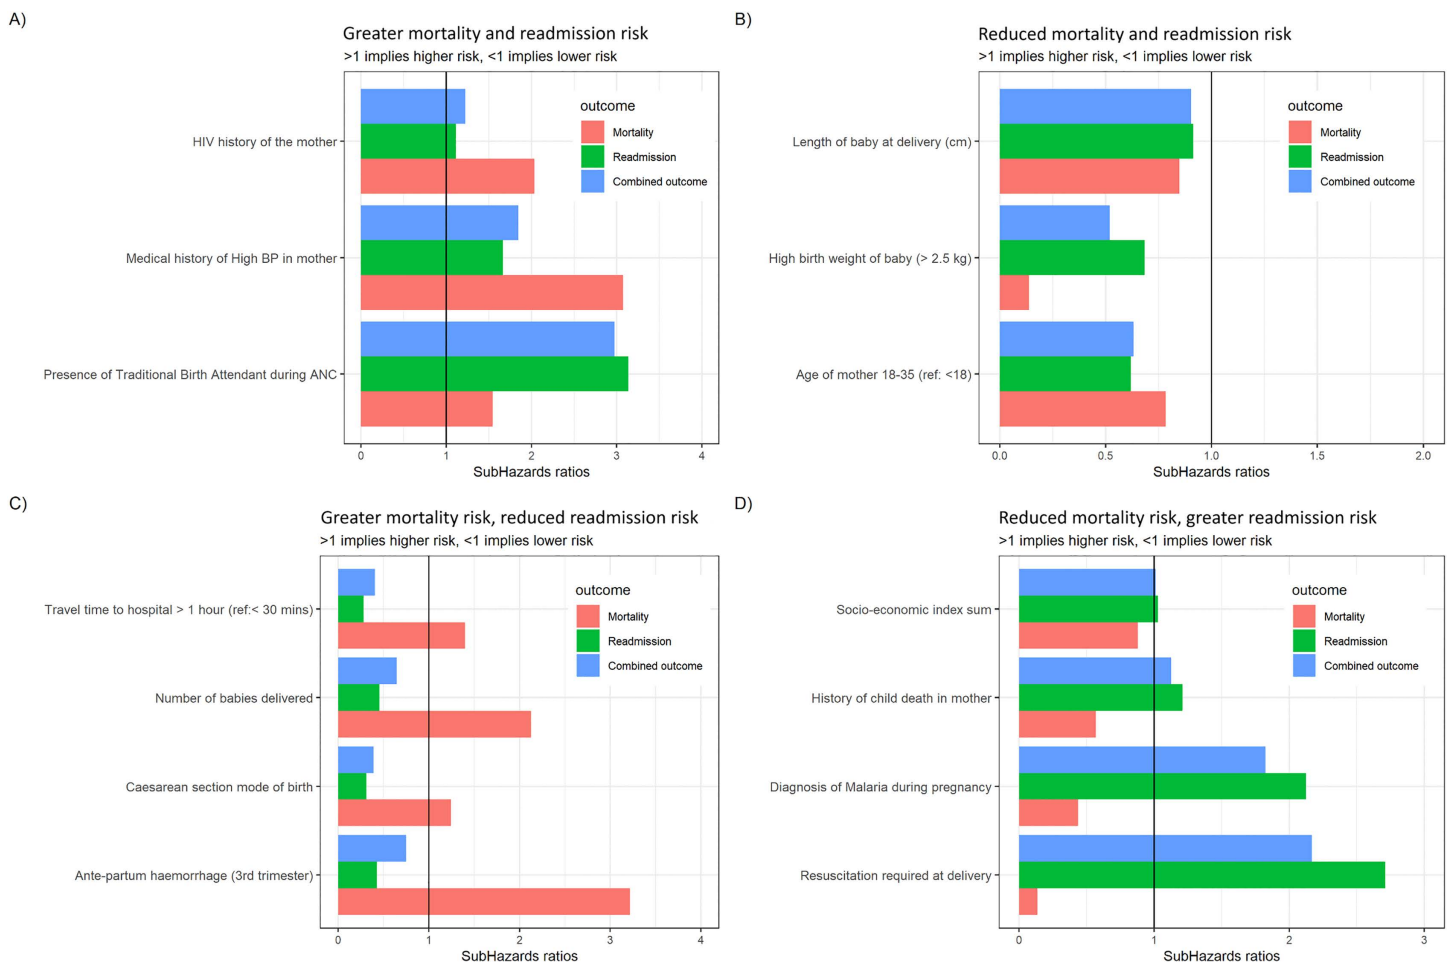 A)
Greater mortality and readmission risk
>1 implies higher risk, <1 implies lower risk
HIV history of the mother
Medical history of High BP in mother
Presence of Traditional Birth Attendant during ANC
outcome
Mortality
Readmission
Combined outcome
0 1 2 3 4
SubHazards ratios
B)
Reduced mortality and readmission risk
>1 implies higher risk, <1 implies lower risk
Length of baby at delivery (cm)
High birth weight of baby (> 2.5 kg)
Age of mother 18-35 (ref: <18)
outcome
Mortality
Readmission
Combined outcome
0.0 0.5 1.0 1.5 2.0
SubHazards ratios
C)
Greater mortality risk, reduced readmission risk
>1 implies higher risk, <1 implies lower risk
Travel time to hospital > 1 hour (ref:< 30 mins)
Number of babies delivered
Caesarean section mode of birth
Ante-partum haemorrhage (3rd trimester)
outcome
Mortality
Readmission
Combined outcome
0 1 2 3 4
SubHazards ratios
D)
Reduced mortality risk, greater readmission risk
>1 implies higher risk, <1 implies lower risk
Socio-economic index sum
History of child death in mother
Diagnosis of Malaria during pregnancy
Resuscitation required at delivery
outcome
Mortality
Readmission
Combined outcome
0 1 2 3
SubHazards ratios